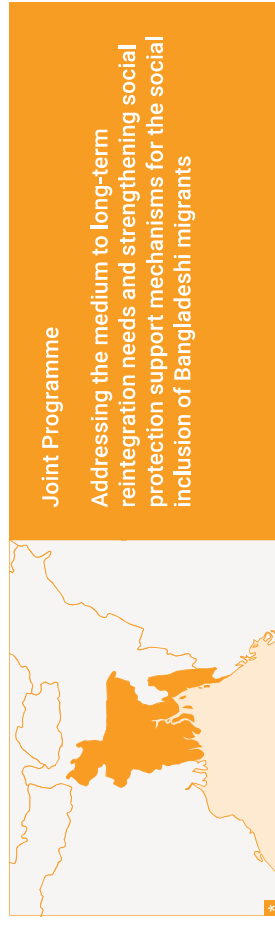 Joint Programme
Addressing the medium to long-term
reintegration needs and strengthening social
protection support mechanisms for the social
inclusion of Bangladeshi migrants
*